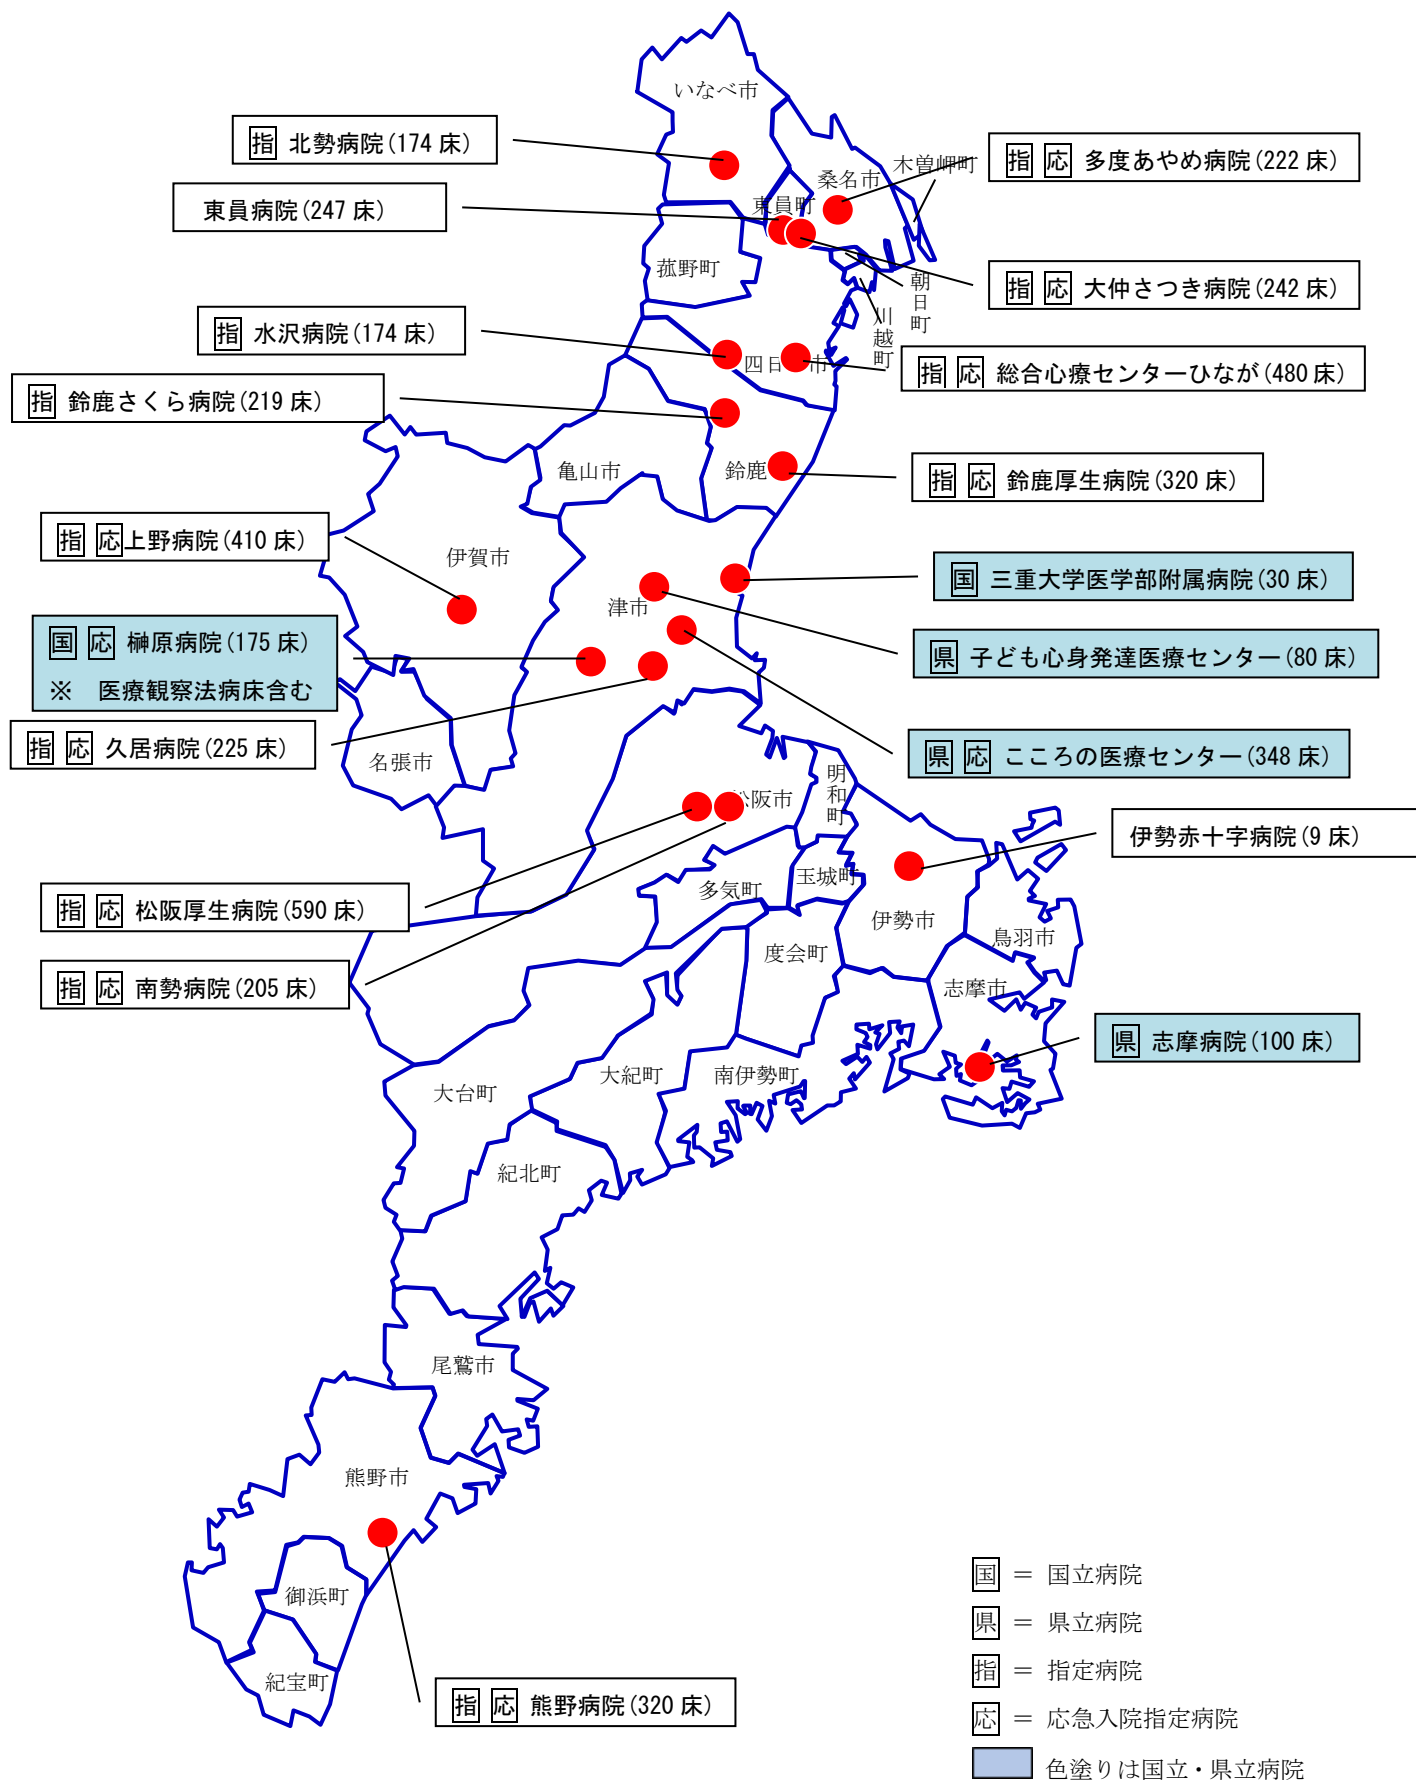 いなべ市
指 北勢病院(174 床)
指 応 多度あやめ病院(222 床)
木曽岬町
桑名市
東員病院(247 床)
東員町
菰野町
指 応 大仲さつき病院(242 床)
朝日町
川越町
指 水沢病院(174 床)
四日 市
指 応 総合心療センターひなが(480 床)
指 鈴鹿さくら病院(219 床)
亀山市
鈴鹿
指 応 鈴鹿厚生病院(320 床)
指 応上野病院(410 床)
伊賀市
国 三重大学医学部附属病院(30 床)
津市
国 応 榊原病院(175 床)
※ 医療観察法病床含む
県 子ども心身発達医療センター(80 床)
指 応 久居病院(225 床)
名張市
県 応 こころの医療センター(348 床)
明和町
松阪市
伊勢赤十字病院(9 床)
多気町
玉城町
指 応 松阪厚生病院(590 床)
伊勢市
鳥羽市
度会町
指 応 南勢病院(205 床)
志摩市
県 志摩病院(100 床)
大台町
大紀町
南伊勢町
紀北町
尾鷲市
熊野市
御浜町
紀宝町
指 応 熊野病院(320 床)
国 ＝ 国立病院
県 ＝ 県立病院
指 ＝ 指定病院
応 ＝ 応急入院指定病院
色塗りは国立・県立病院